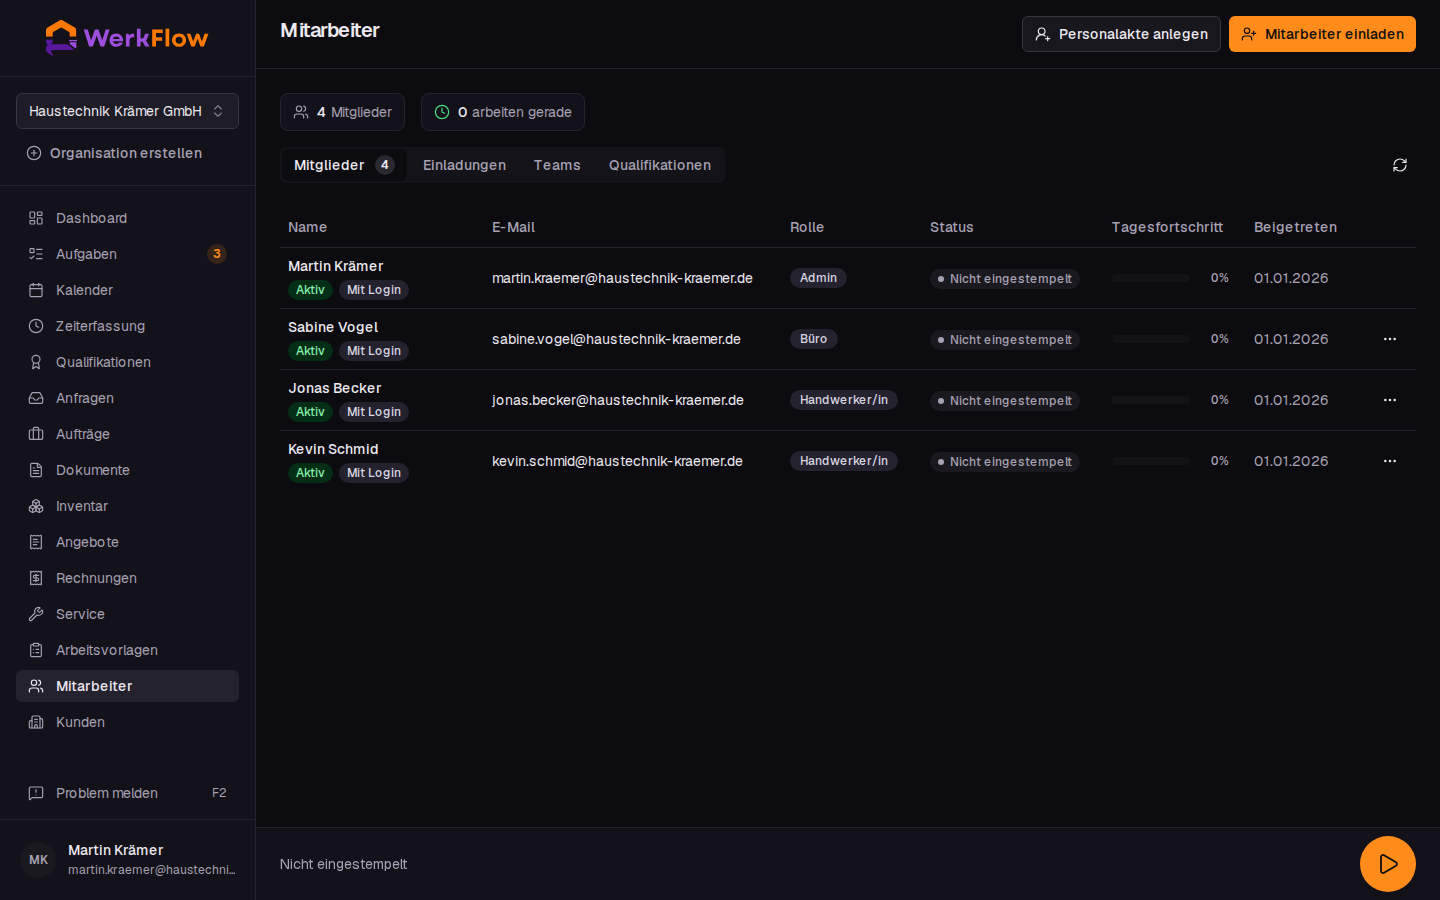 WerkFlow
Haustechnik Krämer GmbH
Organisation erstellen
Dashboard
Aufgaben 3
Kalender
Zeiterfassung
Qualifikationen
Anfragen
Aufträge
Dokumente
Inventar
Angebote
Rechnungen
Service
Arbeitsvorlagen
Mitarbeiter
Kunden
Problem melden F2
MK
Martin Krämer
martin.kraemer@haustechni...
Mitarbeiter
Personalakte anlegen
Mitarbeiter einladen
4 Mitglieder
0 arbeiten gerade
Mitglieder 4 Einladungen Teams Qualifikationen
Name E-Mail Rolle Status Tagesfortschritt Beigetreten
Martin Krämer
Aktiv Mit Login
martin.kraemer@haustechnik-kraemer.de Admin Nicht eingestempelt 0% 01.01.2026
Sabine Vogel
Aktiv Mit Login
sabine.vogel@haustechnik-kraemer.de Büro Nicht eingestempelt 0% 01.01.2026
Jonas Becker
Aktiv Mit Login
jonas.becker@haustechnik-kraemer.de Handwerker/in Nicht eingestempelt 0% 01.01.2026
Kevin Schmid
Aktiv Mit Login
kevin.schmid@haustechnik-kraemer.de Handwerker/in Nicht eingestempelt 0% 01.01.2026
Nicht eingestempelt